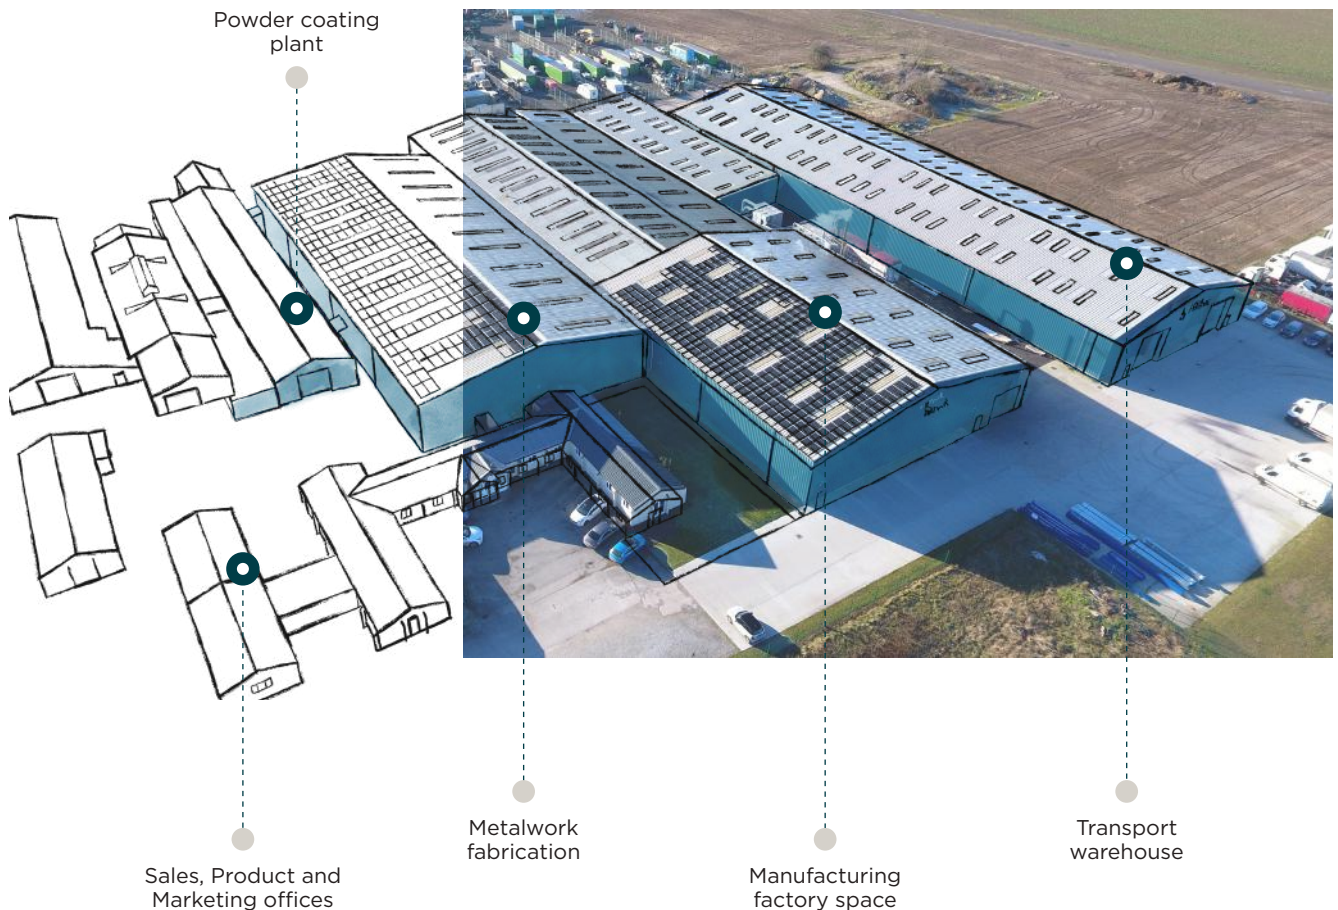 Powder coating
plant
Metalwork
fabrication
Transport
warehouse
Sales, Product and
Marketing offices
Manufacturing
factory space